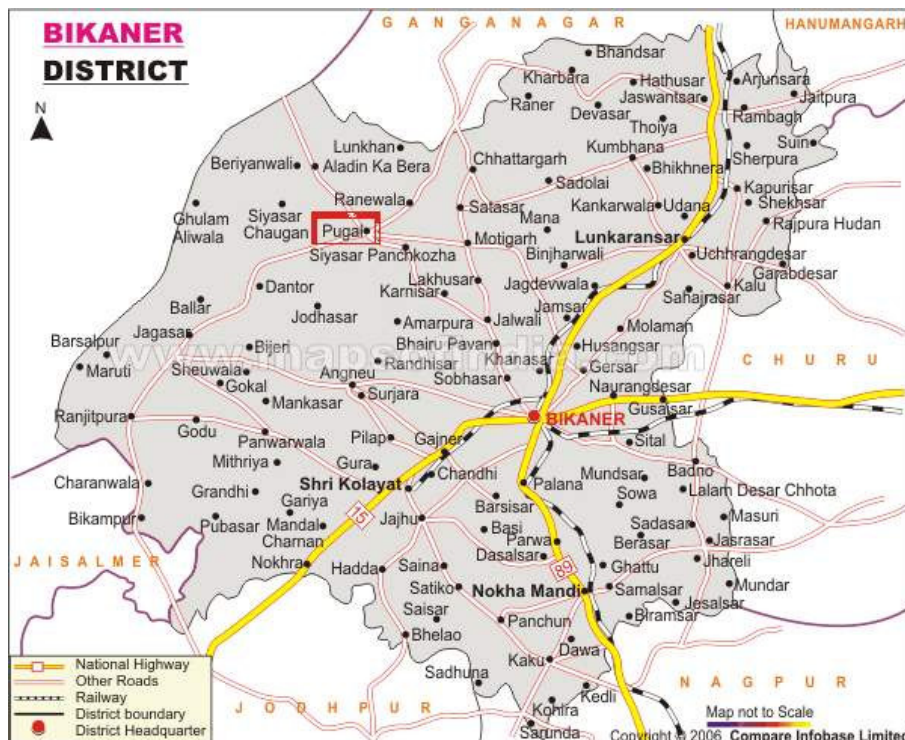 BIKANER
DISTRICT
N
GANGANAGAR
HANUMANGARH
Bhandsar
Kharbara
Hathusar
Arjunsara
Raner
Jaswantsar
Jaitpura
Devasar
Rambagh
Thoiya
Lunkhan
Kumbhana
Suin
Sherpura
Beriyanwali
Aladin Ka Bera
Chhattargarh
Bhikhnera
Sadolai
Kapurisar
Ranewala
Kankarwala
Udana
Shekhsar
Ghulam
Aliwala
Siyasar
Chaugan
Satasar
Mana
Rajpura Hudan
Pugal
Motigarh
Lunkaransar
Siyasar Panchkozha
Binjharwali
Uchhrangdesar
Garabdesar
Dantor
Lakhusar
Karnisar
Jagdevwala
Sahajrasar
Kalu
Ballar
Jodhasar
Jamsar
Amarpura
Jalwali
Molaman
Jagasar
Barsalpur
Bijeri
Bhairu Pavan
Husangsar
www.mapsofindia.com
CHURU
Maruti
Sheuwala
Randhisar
Khanasar
Gersar
Gokal
Angneu
Sobhasar
Naurangdesar
Mankasar
Surjara
Gusaisar
Ranjitpura
BIKANER
Godu
Panwarwala
Pilap
Gajner
Sital
Mithriya
Gura
Chandhi
Mundsar
Badno
Charanwala
Grandhi
Shri Kolayat
Palana
Sowa
Lalam Desar Chhota
Gariya
Barsisar
Bikampur
Pubasar
Mandal
Charnan
15
Jajhu
Basi
Sadasar
Masuri
Parwa
Berasar
Jasrasar
JAISALMER
Dasalsar
Nokhra
Hadda
Saina
89
Ghattu
Jhareli
Satiko
Nokha Mandi
Samalsar
Mundar
Saisar
Jesalsar
Panchun
Biramsar
Bhelao
Dawa
National Highway
Kaku
Other Roads
Sadhuna
Kedli
NAGPUR
Railway
JODHPUR
Kohira
District boundary
Map not to Scale
District Headquarter
Sarunda
Copyright © 2006 Compare Infobase Limited